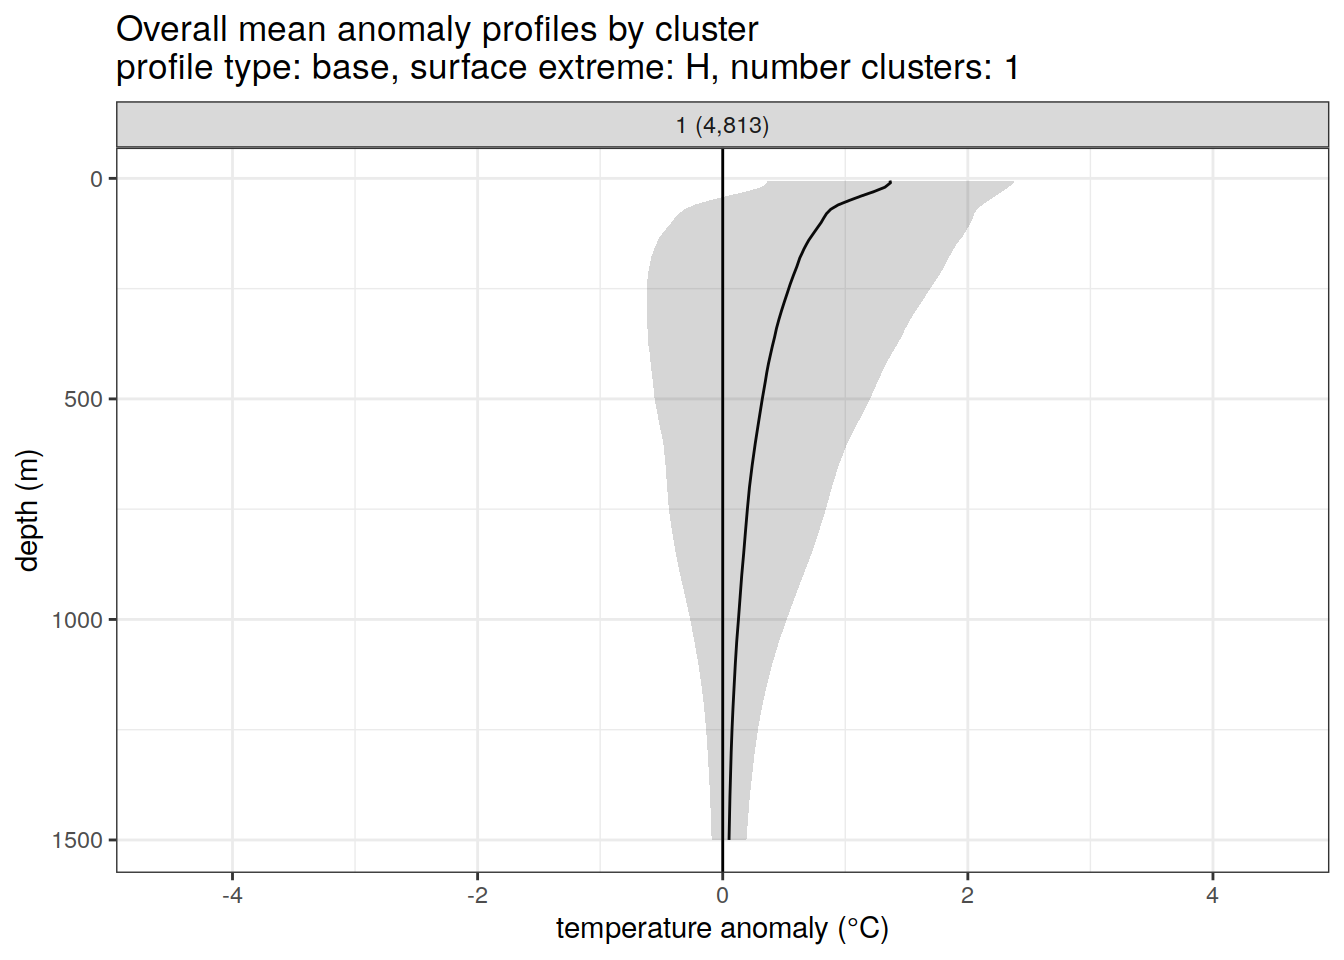 Overall mean anomaly profiles by cluster
profile type: base, surface extreme: H, number clusters: 1
1 (4,813)
0
500
1000
1500
depth (m)
-4
-2
0
2
4
temperature anomaly (°C)